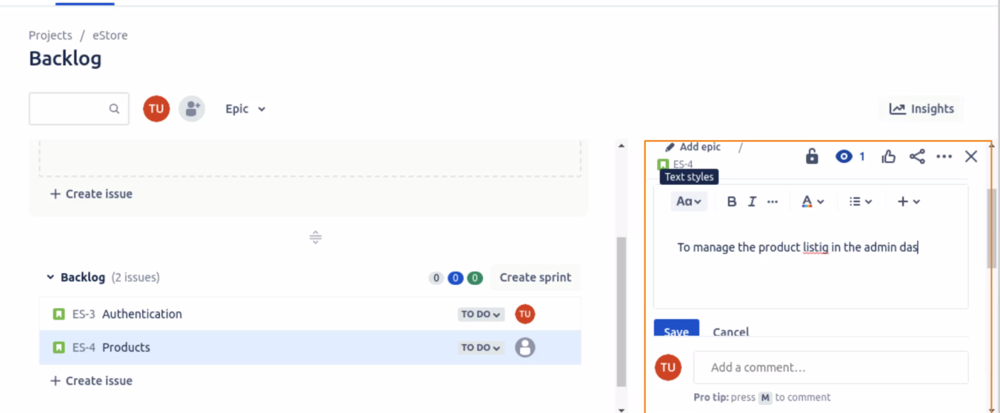 Projects / eStore
Backlog
TU Epic Insights
+ Create issue
Backlog (2 issues) 0 0 0 Create sprint
ES-3 Authentication TO DO TU
ES-4 Products TO DO
+ Create issue
Add epic /
ES-4 1
Text styles
Aa B I ... A +
To manage the product listig in the admin das
Save Cancel
TU Add a comment...
Pro tip: press M to comment